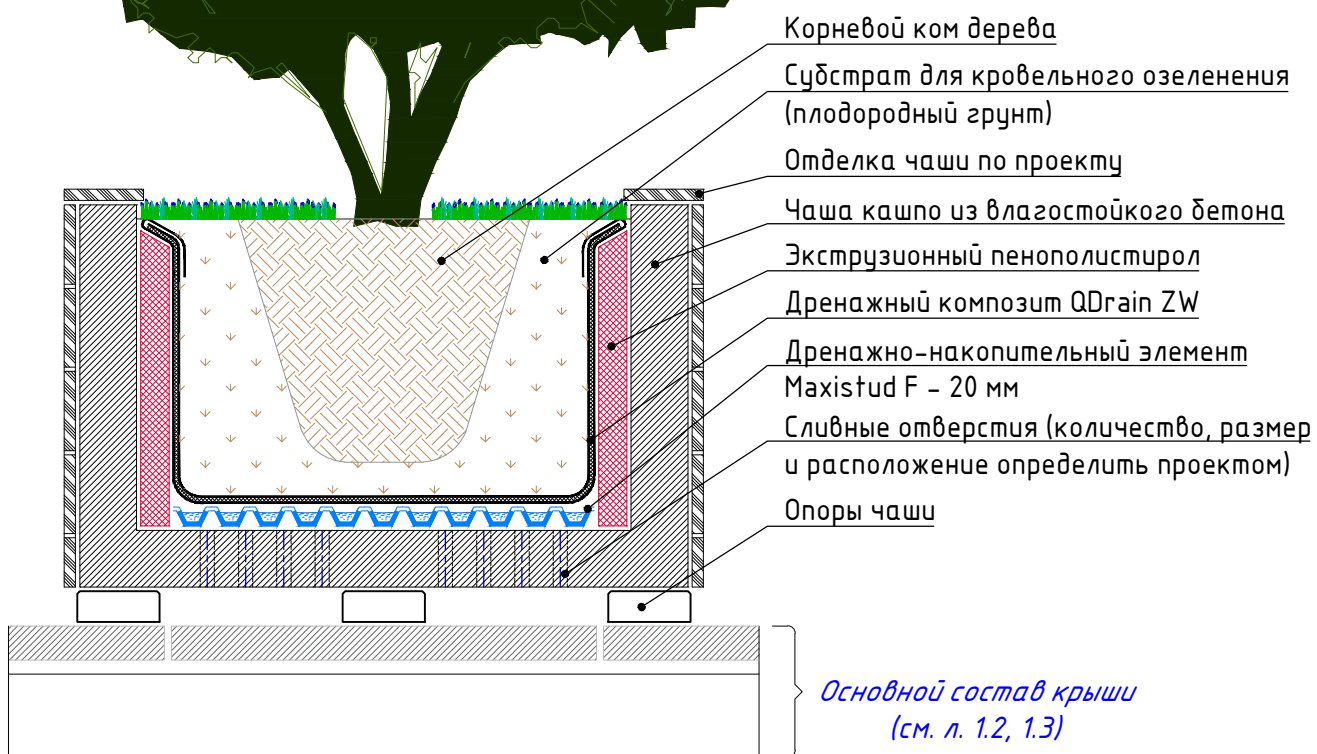 Корневой ком дерева
Субстрат для кровельного озеленения
(плодородный грунт)
Отделка чаши по проекту
Чаша кашпо из влагостойкого бетона
Экструзионный пенополистирол
Дренажный композит QDrain ZW
Дренажно-накопительный элемент
Maxistud F - 20 мм
Сливные отверстия (количество, размер
и расположение определить проектом)
Опоры чаши
Основной состав крыши
(см. л. 1.2, 1.3)